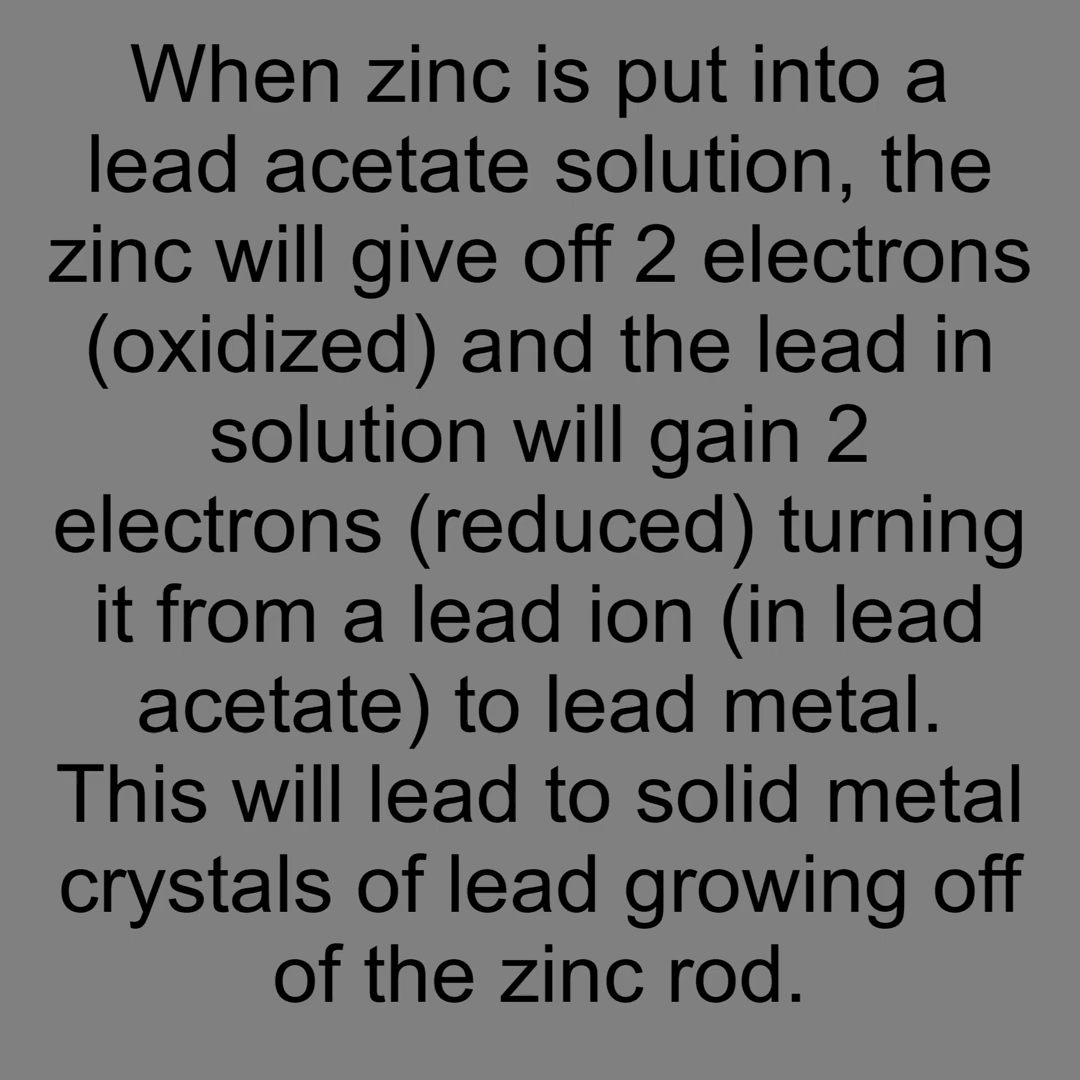 When zinc is put into a
lead acetate solution, the
zinc will give off 2 electrons
(oxidized) and the lead in
solution will gain 2
electrons (reduced) turning
it from a lead ion (in lead
acetate) to lead metal.
This will lead to solid metal
crystals of lead growing off
of the zinc rod.